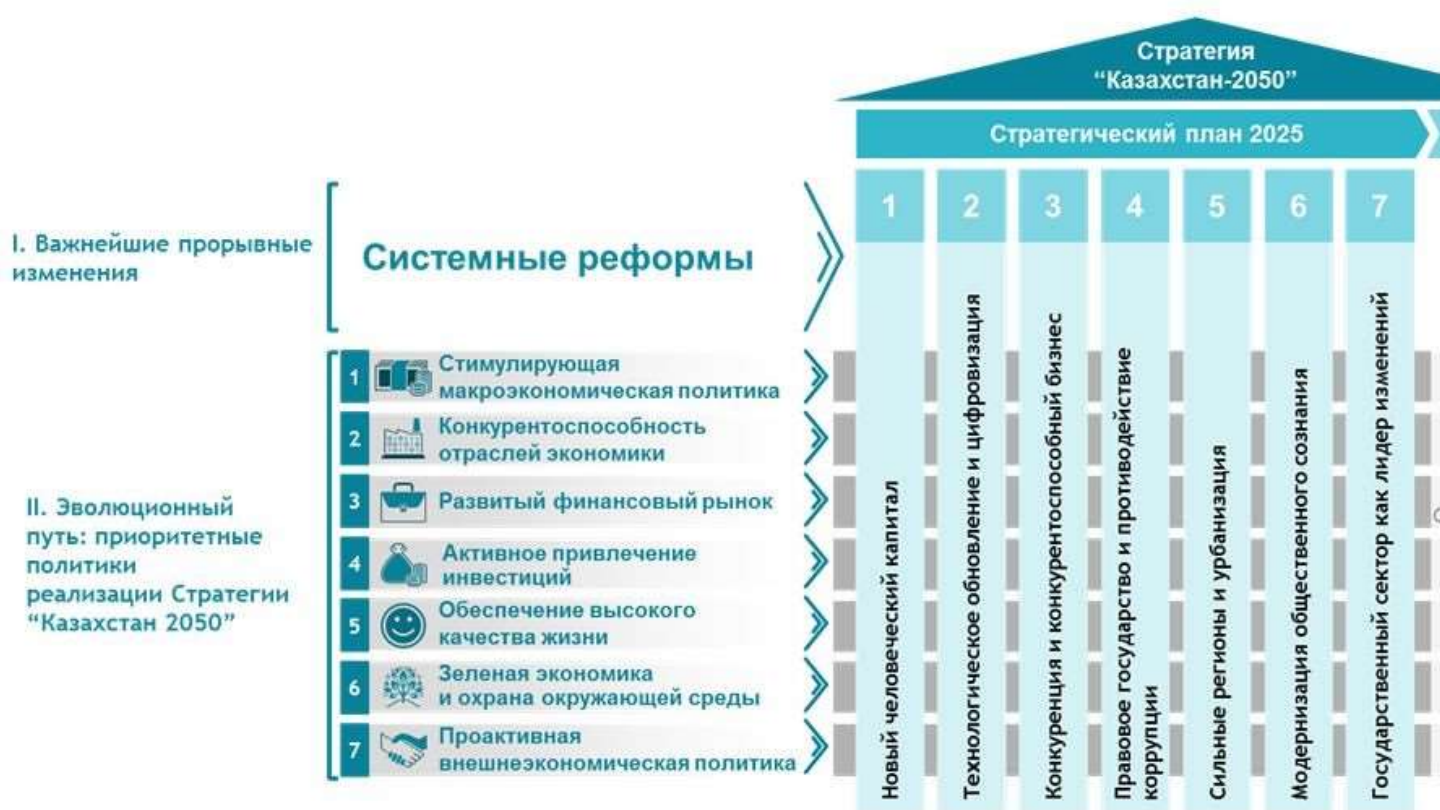 Стратегия
“Казахстан-2050”
Стратегический план 2025
1 2 3 4 5 6 7
I. Важнейшие прорывные
изменения
Системные реформы
II. Эволюционный
путь: приоритетные
политики
реализации Стратегии
“Казахстан 2050”
1
Стимулирующая
макроэкономическая политика
2
Конкурентоспособность
отраслей экономики
3
Развитый финансовый рынок
4
Активное привлечение
инвестиций
5
Обеспечение высокого
качества жизни
6
Зеленая экономика
и охрана окружающей среды
7
Проактивная
внешнеэкономическая политика
Новый человеческий капитал
Технологическое обновление и цифровизация
Конкуренция и конкурентоспособный бизнес
Правовое государство и противодействие
коррупции
Сильные регионы и урбанизация
Модернизация общественного сознания
Государственный сектор как лидер изменений